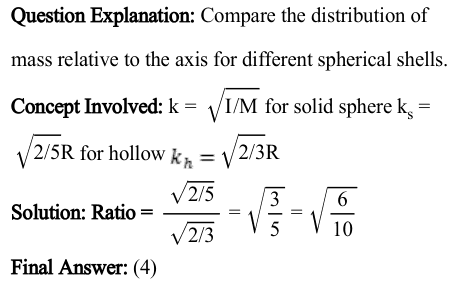 Question Explanation: Compare the distribution of
mass relative to the axis for different spherical shells.
Concept Involved: k = √I/M for solid sphere kₛ =
√2/5R for hollow kₕ = √2/3R
Solution: Ratio = √2/5 / √2/3 = √3/5 = √6/10
Final Answer: (4)